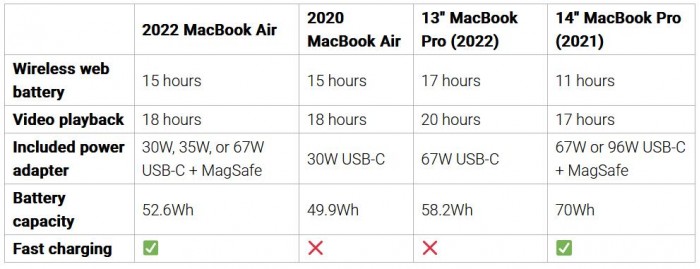 2022 MacBook Air 2020 MacBook Air 13" MacBook Pro (2022) 14" MacBook Pro (2021)
Wireless web battery 15 hours 15 hours 17 hours 11 hours
Video playback 18 hours 18 hours 20 hours 17 hours
Included power adapter 30W, 35W, or 67W USB-C + MagSafe 30W USB-C 67W USB-C 67W or 96W USB-C + MagSafe
Battery capacity 52.6Wh 49.9Wh 58.2Wh 70Wh
Fast charging ✅ ❌ ❌ ✅